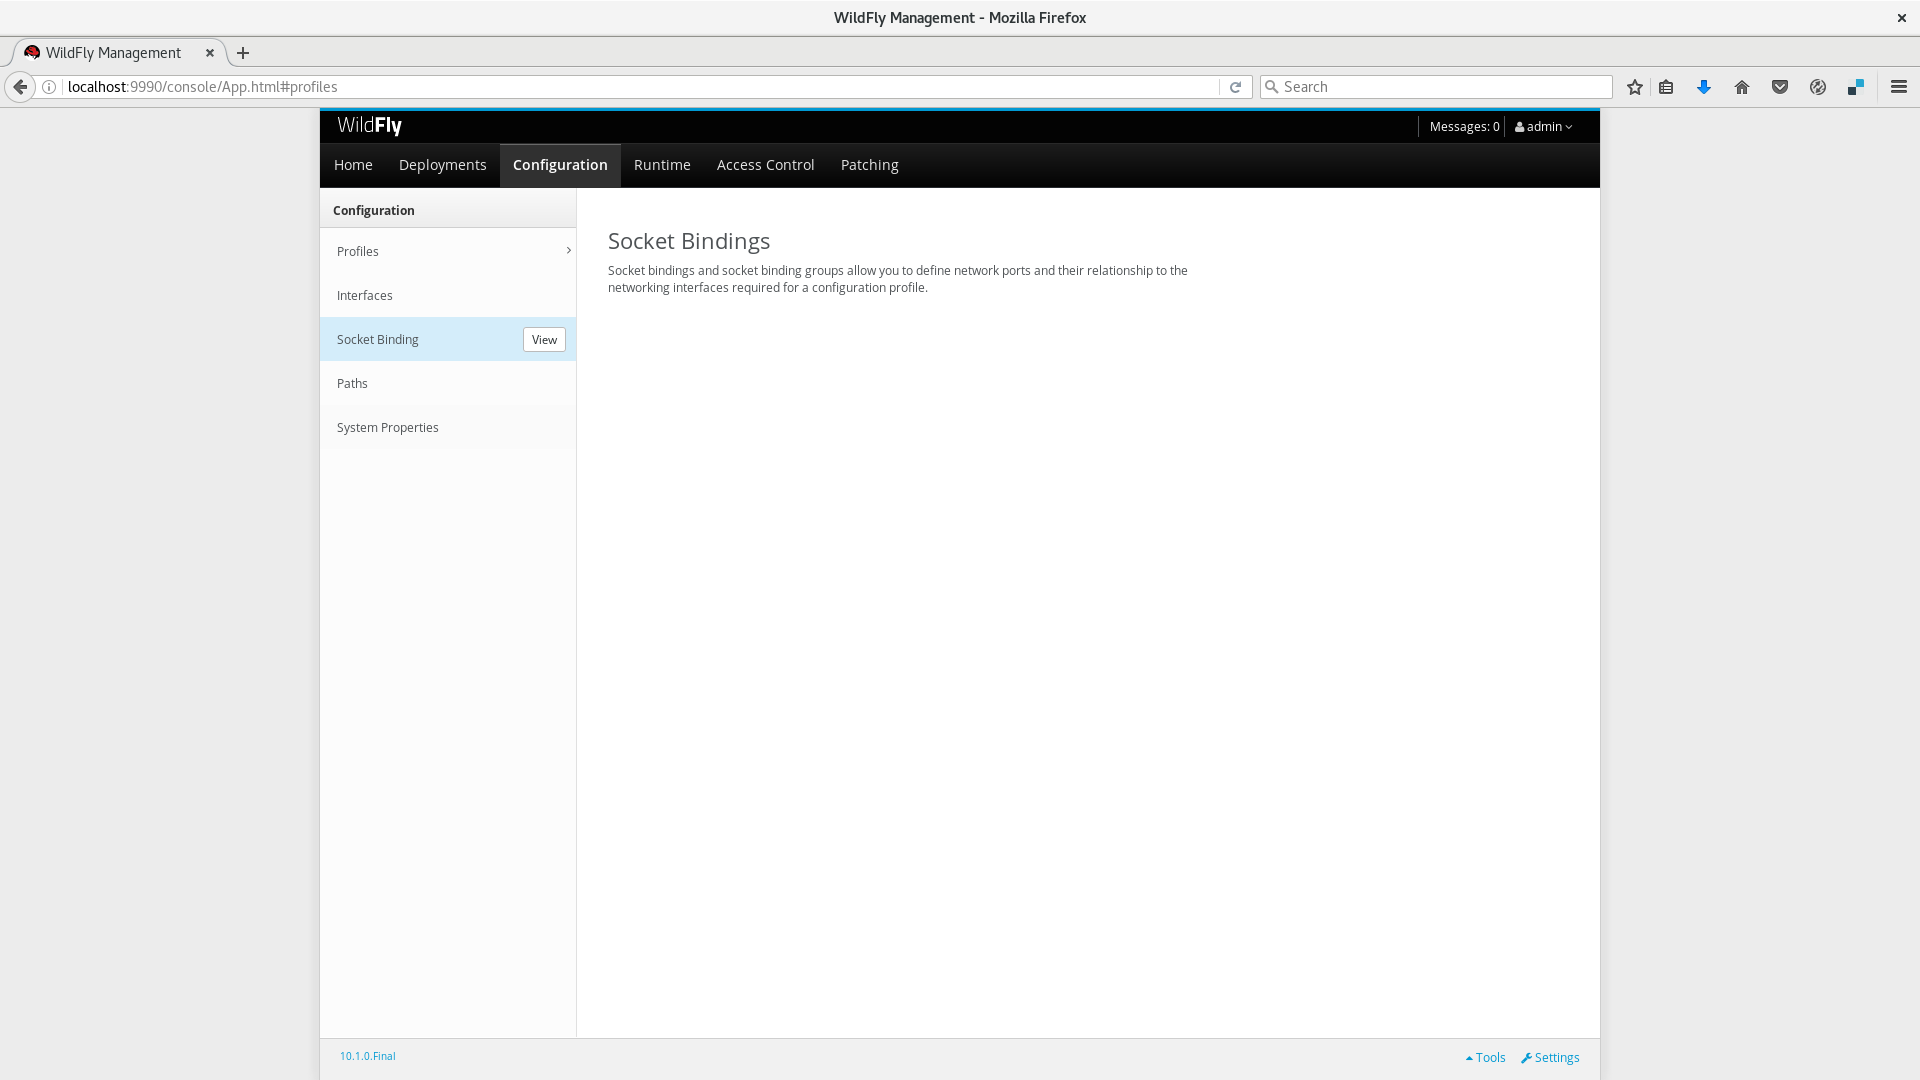 WildFly Management - Mozilla Firefox
WildFly Management
localhost:9990/console/App.html#profiles
Search
WildFly
Messages: 0
admin
Home Deployments Configuration Runtime Access Control Patching
Configuration
Profiles
Interfaces
Socket Binding View
Paths
System Properties
Socket Bindings
Socket bindings and socket binding groups allow you to define network ports and their relationship to the
networking interfaces required for a configuration profile.
10.1.0.Final
Tools Settings